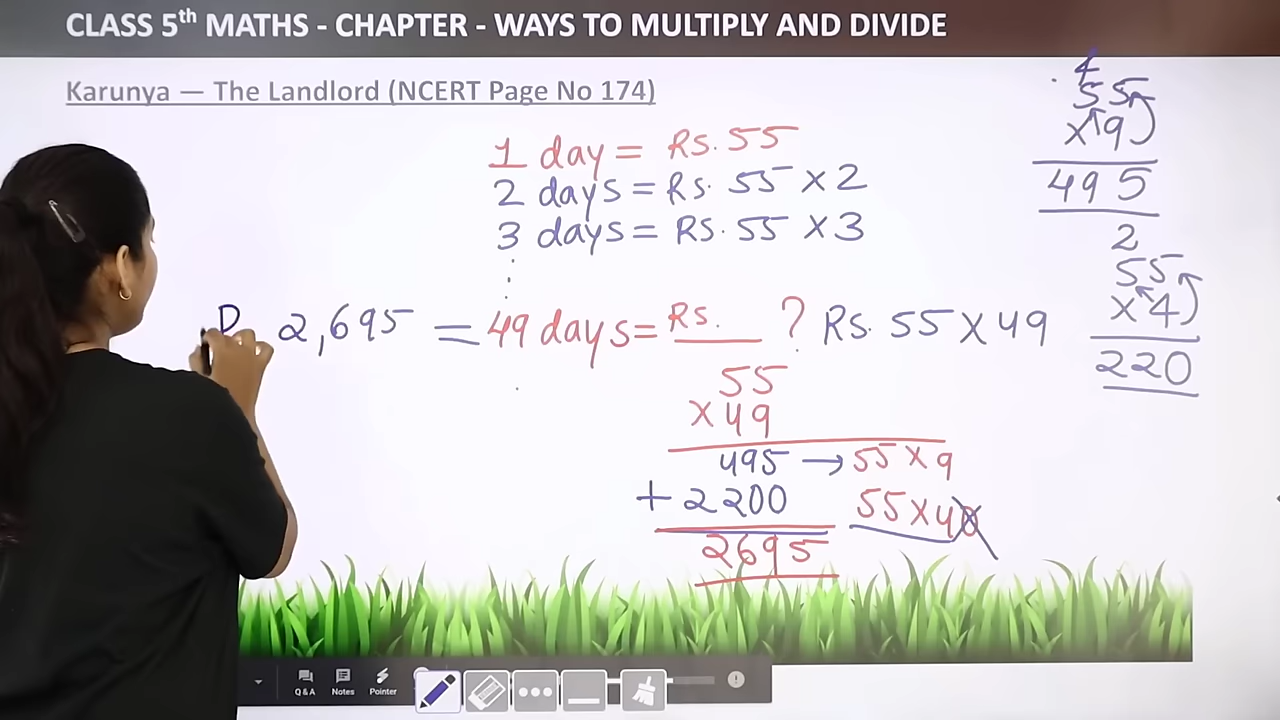 CLASS 5th MATHS - CHAPTER - WAYS TO MULTIPLY AND DIVIDE
Karunya — The Landlord (NCERT Page No 174)
1 day = Rs. 55
2 days = Rs. 55 x 2
3 days = Rs. 55 x 3
2,695 = 49 days = Rs. ? Rs. 55 x 49
55
x 49
495 → 55 x 9
+ 2200 55 x 40
2695
4
55
x 9
495
2
55
x 4
220
Q & A
Notes
Pointer